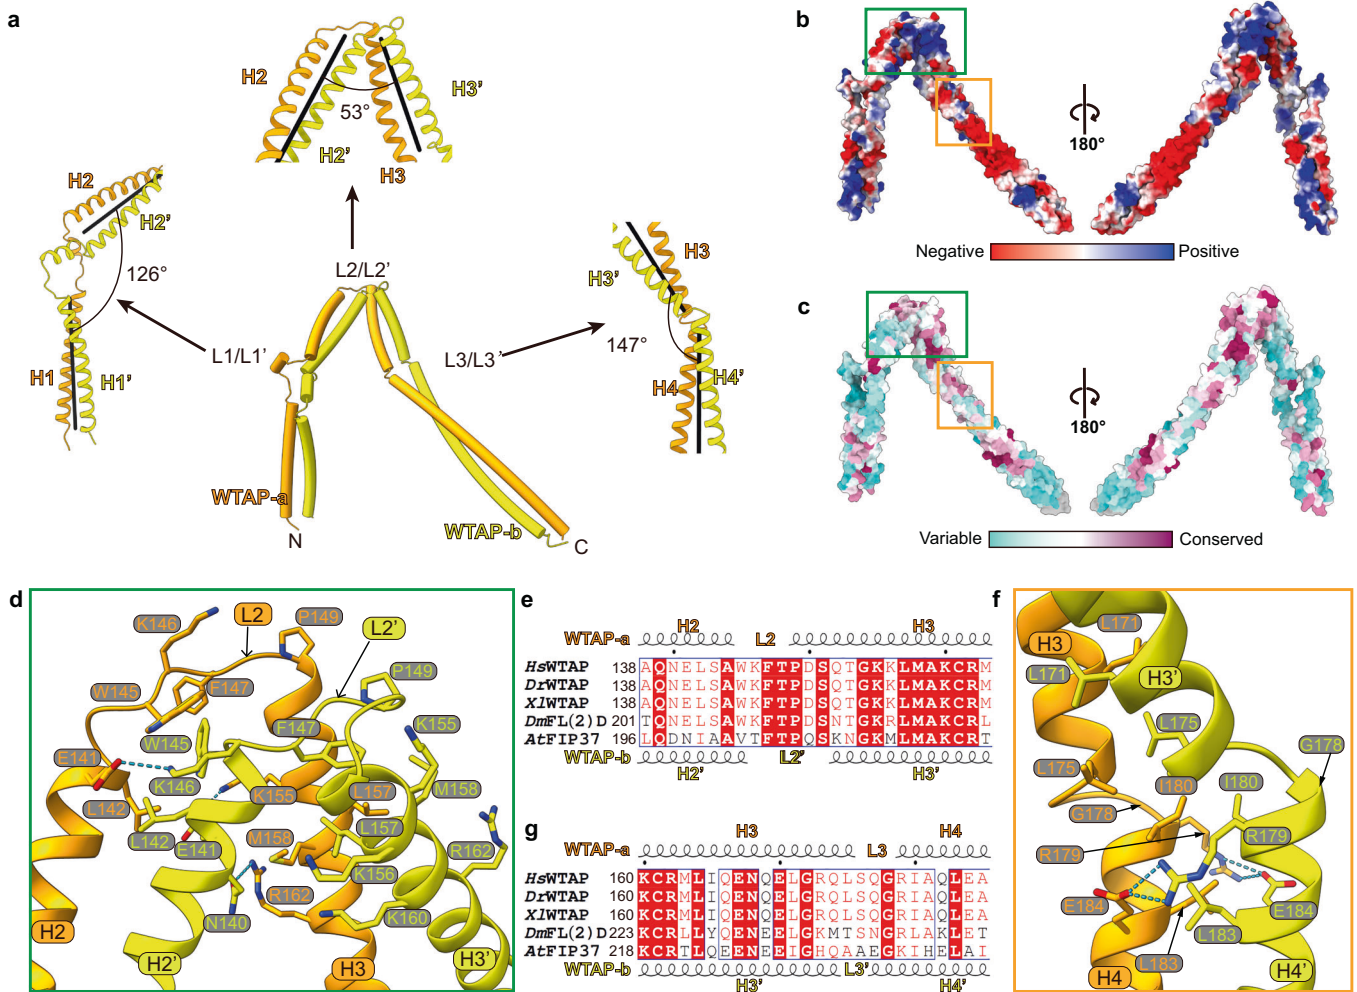 a
H2
H3'
53°
H2'
H3
H2
H2'
126°
H1
H1'
L1/L1'
L2/L2'
L3/L3'
H3
H3'
147°
H4
H4'
WTAP-a
WTAP-b
N
C
b
180°
Negative
Positive
c
180°
Variable
Conserved
d
K146
L2
P149
L2'
W145
F147
P149
F147
K155
W145
E141
K146
K155
L157
M158
L142
L142
E141
M158
L157
R162
K156
R162
N140
K160
H2
H2'
H3
H3'
e
H2
L2
H3
WTAP-a
HsWTAP 138 AQNELSAWKFTPDSQTGKKLMAKCRM
DrWTAP 138 AQNELSAWKFTPDSQTGKKLMAKCRM
XlWTAP 138 AQNELSAWKFTPDSQTGKKLMAKCRM
DmFL(2)D 201 TQNELSAWKFTPDSNTGKRLMAKCRL
AtFIP37 196 LQDNIAAVTFTPQSKNGKMLMAKCRT
WTAP-b
H2'
L2'
H3'
g
H3
H4
WTAP-a
L3
HsWTAP 160 KCRMLIQENQELGRQLSQGRIAQLEA
DrWTAP 160 KCRMLIQENQELGRQLSQGRIAQLEA
XlWTAP 160 KCRMLIQENQELGRQLSQGRIAQLEA
DmFL(2)D 223 KCRLLYQENEELGKMTSNGRLAKLET
AtFIP37 218 KCRTLQEENEEIGHQAAEGKIHELAI
WTAP-b
L3'
H3'
H4'
f
L171
H3
H3'
L171
L175
G178
L175
I180
I180
G178
R179
R179
E184
E184
L183
L183
H4
H4'